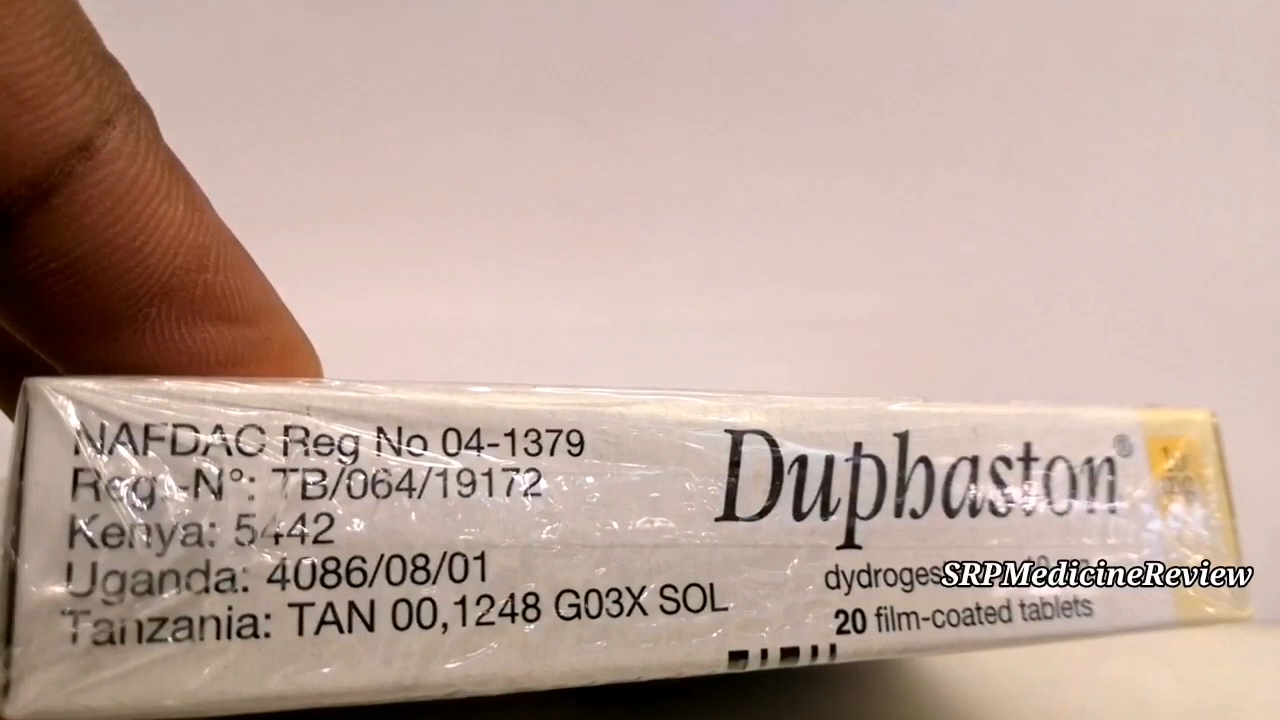 NAFDAC Reg No 04-1379
Reg.-N°: TB/064/19172
Kenya: 5442
Uganda: 4086/08/01
Tanzania: TAN 00,1248 G03X SOL
Duphaston®
SRPMedicineReview
20 film-coated tablets